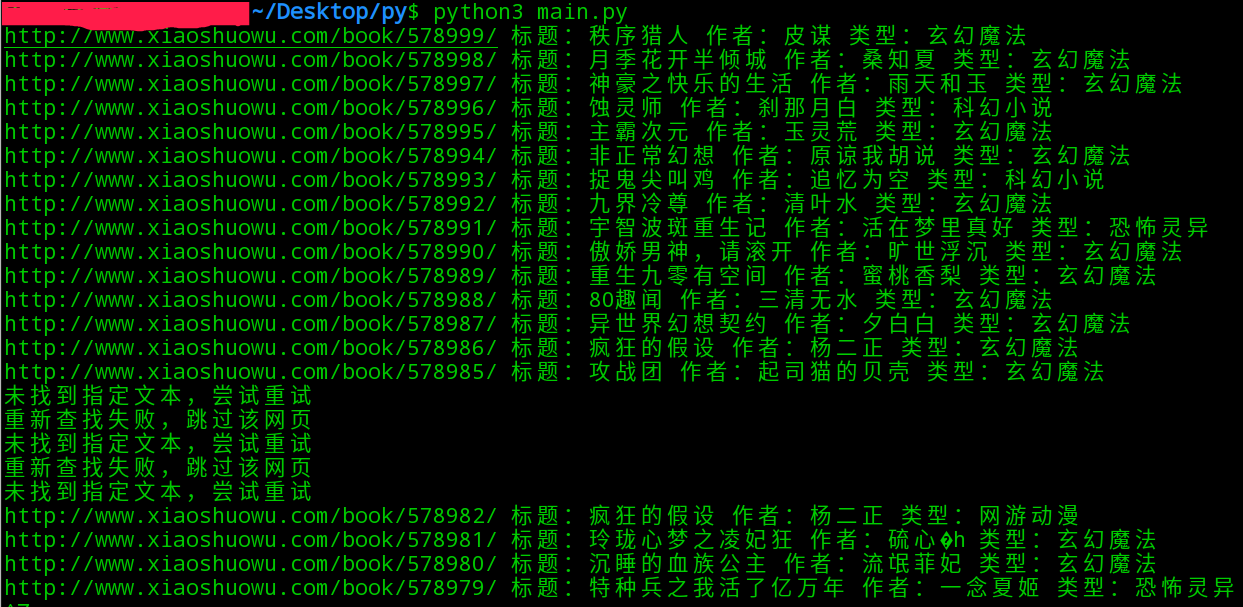 ~/Desktop/py$ python3 main.py
http://www.xiaoshuowu.com/book/578999/ 标题：秩序猎人 作者：皮谋 类型：玄幻魔法
http://www.xiaoshuowu.com/book/578998/ 标题：月季花开半倾城 作者：桑知夏 类型：玄幻魔法
http://www.xiaoshuowu.com/book/578997/ 标题：神豪之快乐的生活 作者：雨天和玉 类型：玄幻魔法
http://www.xiaoshuowu.com/book/578996/ 标题：蚀灵师 作者：刹那月白 类型：科幻小说
http://www.xiaoshuowu.com/book/578995/ 标题：主霸次元 作者：玉灵荒 类型：玄幻魔法
http://www.xiaoshuowu.com/book/578994/ 标题：非正常幻想 作者：原谅我胡说 类型：玄幻魔法
http://www.xiaoshuowu.com/book/578993/ 标题：捉鬼尖叫鸡 作者：追忆为空 类型：科幻小说
http://www.xiaoshuowu.com/book/578992/ 标题：九界冷尊 作者：清叶水 类型：玄幻魔法
http://www.xiaoshuowu.com/book/578991/ 标题：宇智波斑重生记 作者：活在梦里真好 类型：恐怖灵异
http://www.xiaoshuowu.com/book/578990/ 标题：傲娇男神，请滚开 作者：旷世浮沉 类型：玄幻魔法
http://www.xiaoshuowu.com/book/578989/ 标题：重生九零有空间 作者：蜜桃香梨 类型：玄幻魔法
http://www.xiaoshuowu.com/book/578988/ 标题：80趣闻 作者：三清无水 类型：玄幻魔法
http://www.xiaoshuowu.com/book/578987/ 标题：异世界幻想契约 作者：夕白白 类型：玄幻魔法
http://www.xiaoshuowu.com/book/578986/ 标题：疯狂的假设 作者：杨二正 类型：玄幻魔法
http://www.xiaoshuowu.com/book/578985/ 标题：攻战团 作者：起司猫的贝壳 类型：玄幻魔法
未找到指定文本，尝试重试
重新查找失败，跳过该网页
未找到指定文本，尝试重试
重新查找失败，跳过该网页
未找到指定文本，尝试重试
http://www.xiaoshuowu.com/book/578982/ 标题：疯狂的假设 作者：杨二正 类型：网游动漫
http://www.xiaoshuowu.com/book/578981/ 标题：玲珑心梦之凌妃狂 作者：硫心�h 类型：玄幻魔法
http://www.xiaoshuowu.com/book/578980/ 标题：沉睡的血族公主 作者：流氓菲妃 类型：玄幻魔法
http://www.xiaoshuowu.com/book/578979/ 标题：特种兵之我活了亿万年 作者：一念夏姬 类型：恐怖灵异